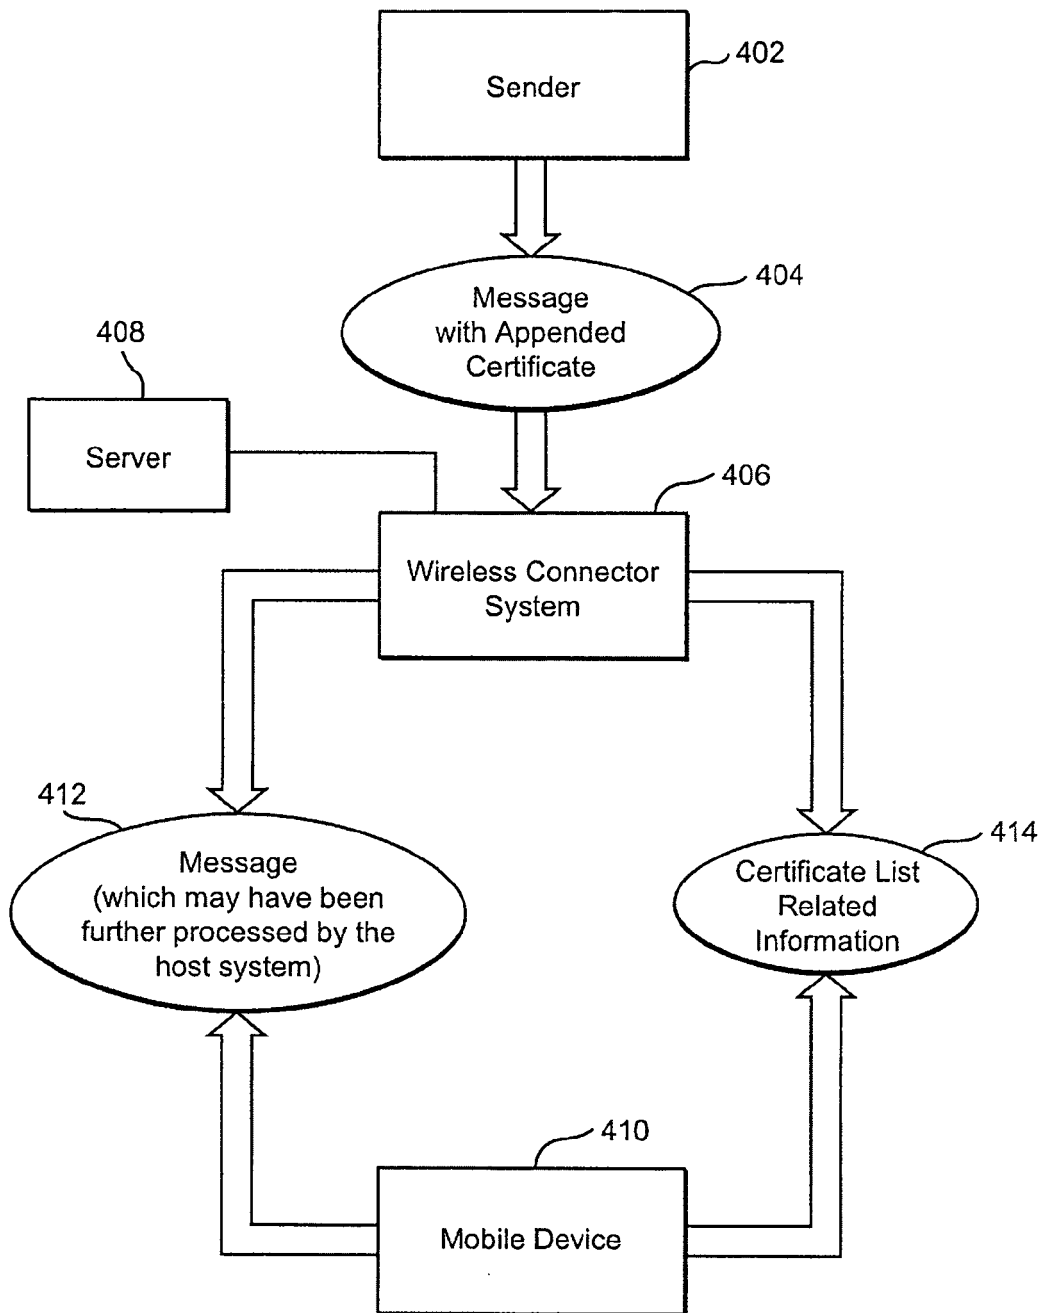 Sender
402
Message
with Appended
Certificate
404
408
Server
406
Wireless Connector
System
412
Message
(which may have been
further processed by the
host system)
414
Certificate List
Related
Information
410
Mobile Device